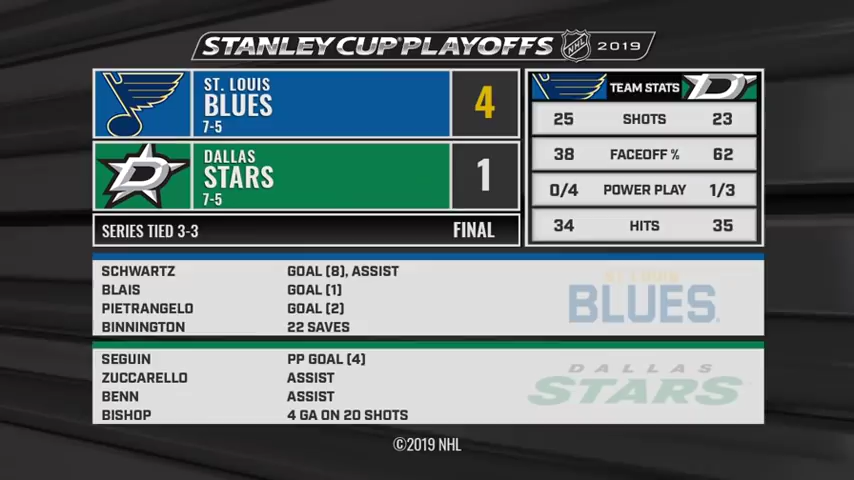 STANLEY CUP PLAYOFFS NHL 2019
ST. LOUIS
BLUES
7-5
4
DALLAS
STARS
7-5
1
SERIES TIED 3-3 FINAL
TEAM STATS
25 SHOTS 23
38 FACEOFF % 62
0/4 POWER PLAY 1/3
34 HITS 35
SCHWARTZ GOAL (8), ASSIST
BLAIS GOAL (1)
PIETRANGELO GOAL (2)
BINNINGTON 22 SAVES
ST. LOUIS
BLUES
SEGUIN PP GOAL (4)
ZUCCARELLO ASSIST
BENN ASSIST
BISHOP 4 GA ON 20 SHOTS
DALLAS
STARS
©2019 NHL